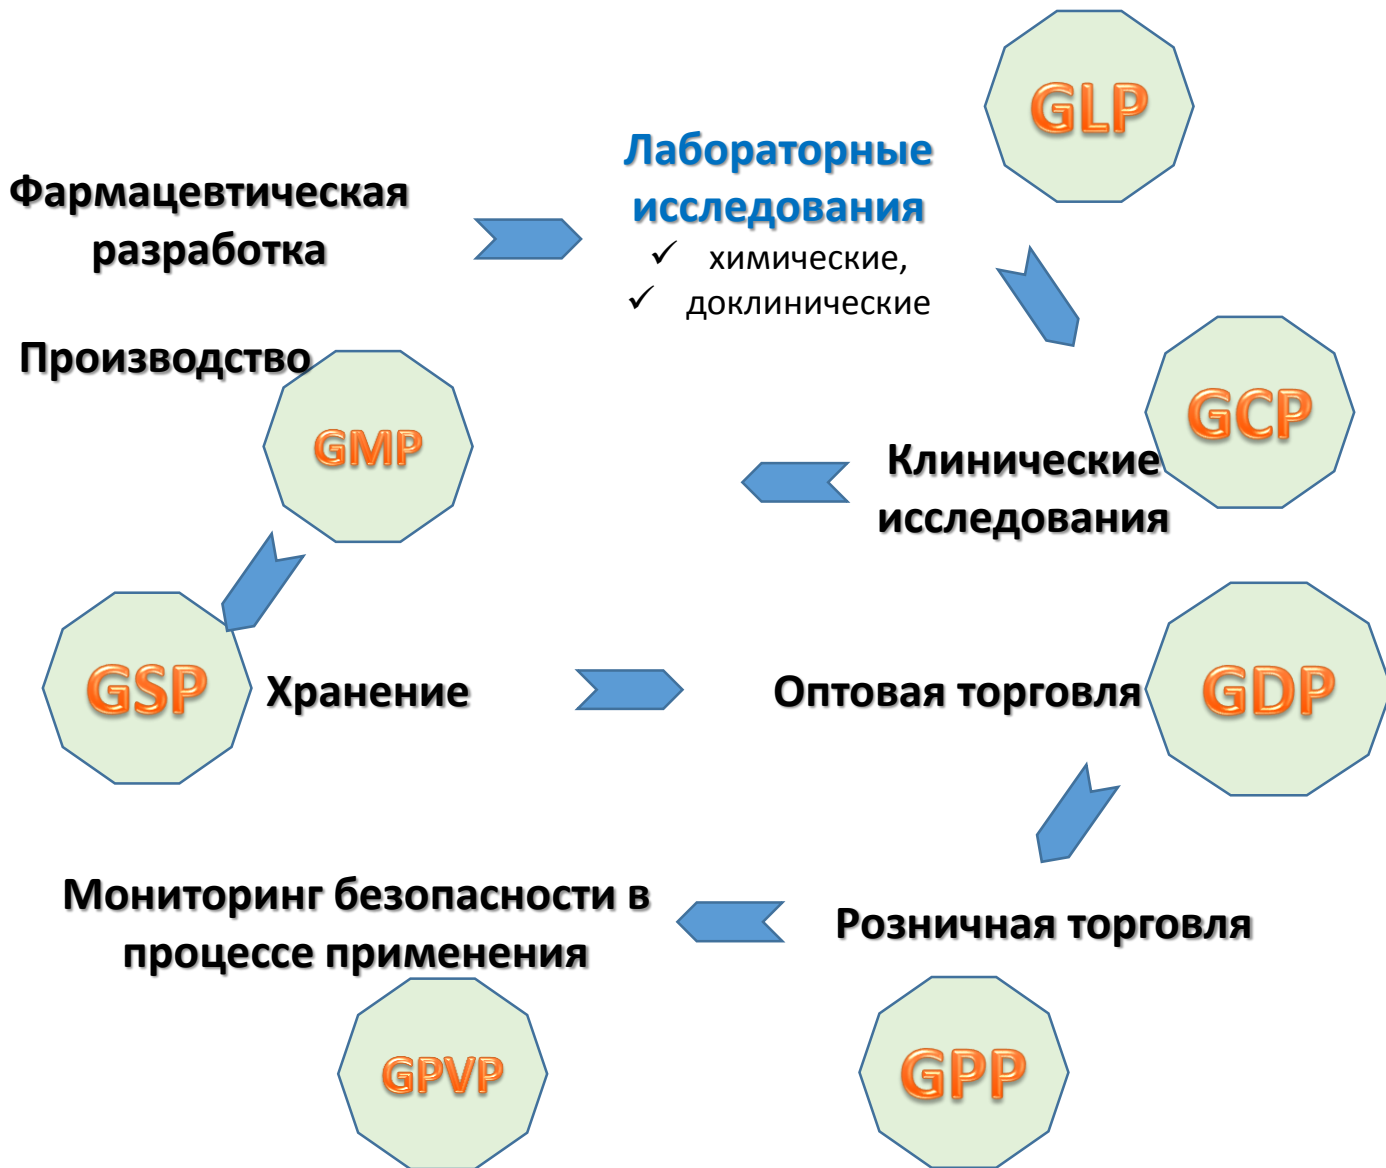 Фармацевтическая
разработка
Лабораторные
исследования
✓ химические,
✓ доклинические
GLP
GCP
Клинические
исследования
Производство
GMP
GSP
Хранение
Оптовая торговля
GDP
Розничная торговля
GPP
Мониторинг безопасности в
процессе применения
GPVP